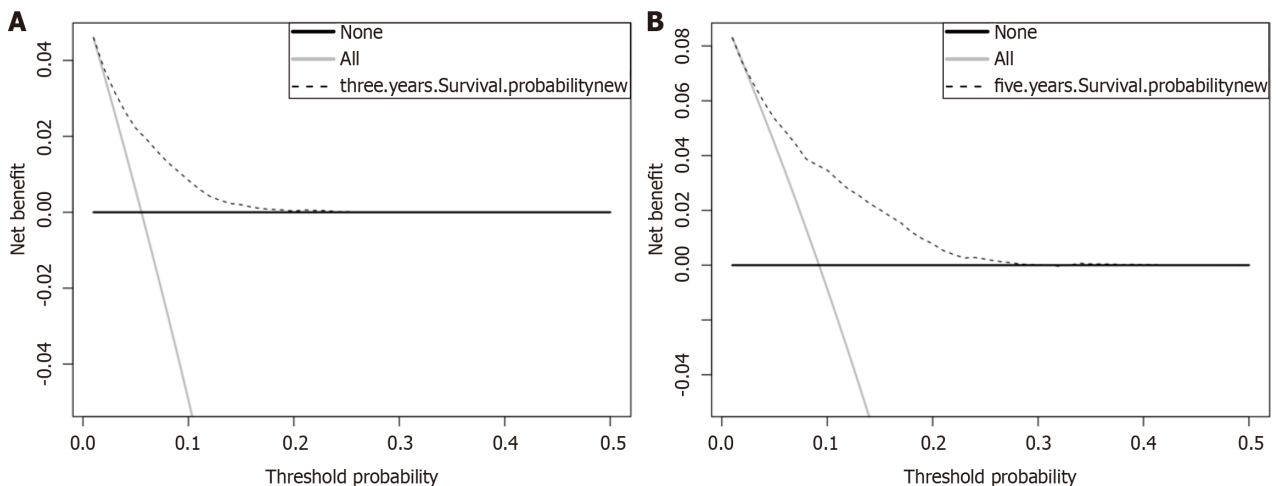 A
None
All
three.years.Survival.probabilitynew
Net benefit
0.04
0.02
0.00
-0.02
-0.04
0.0 0.1 0.2 0.3 0.4 0.5
Threshold probability
B
None
All
five.years.Survival.probabilitynew
Net benefit
0.08
0.06
0.04
0.02
0.00
-0.04
0.0 0.1 0.2 0.3 0.4 0.5
Threshold probability